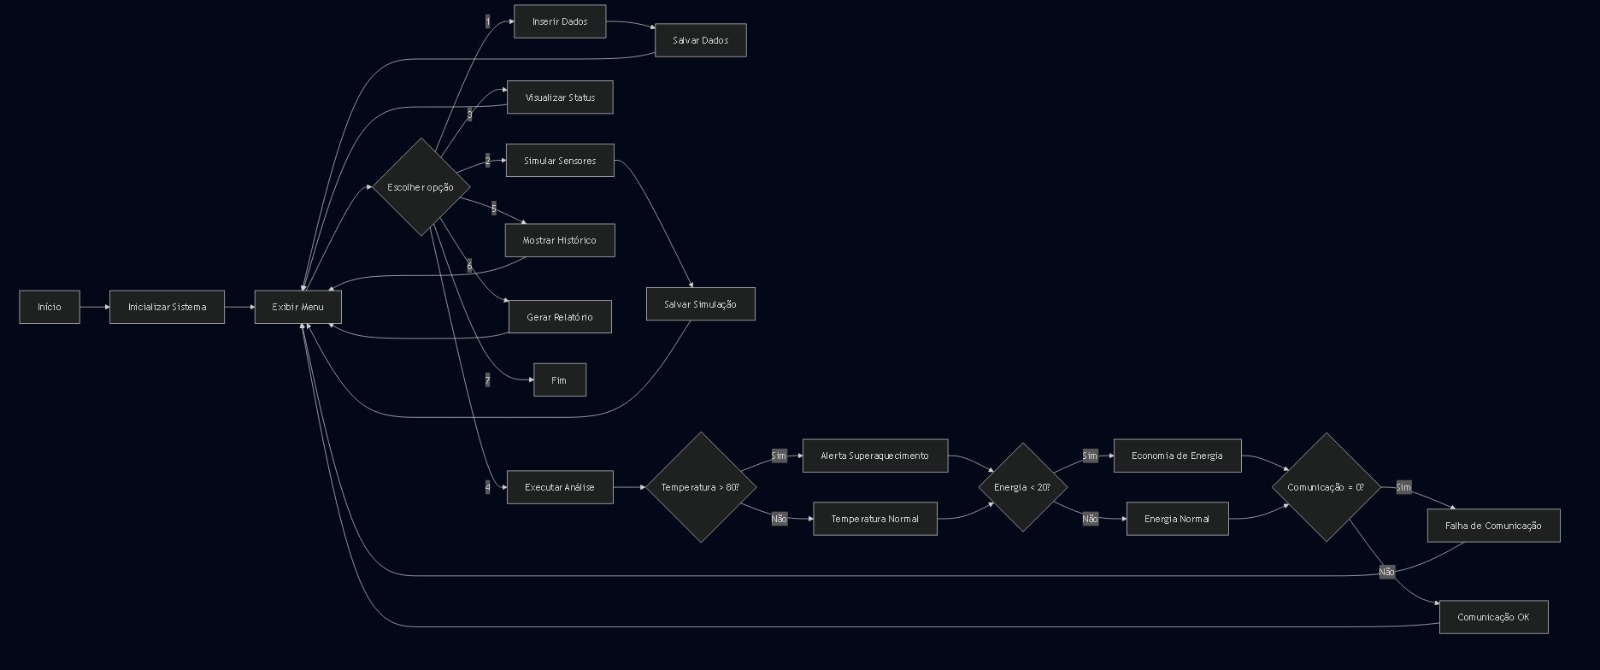 Início
Inicializar Sistema
Exibir Menu
Escolher opção
1
Inserir Dados
Salvar Dados
3
Visualizar Status
2
Simular Sensores
5
Mostrar Histórico
6
Gerar Relatório
Salvar Simulação
7
Fim
4
Executar Análise
Temperatura > 80?
Sim
Alerta Superaquecimento
Não
Temperatura Normal
Energia < 20?
Sim
Economia de Energia
Não
Energia Normal
Comunicação = 0?
Sim
Falha de Comunicação
Não
Comunicação OK